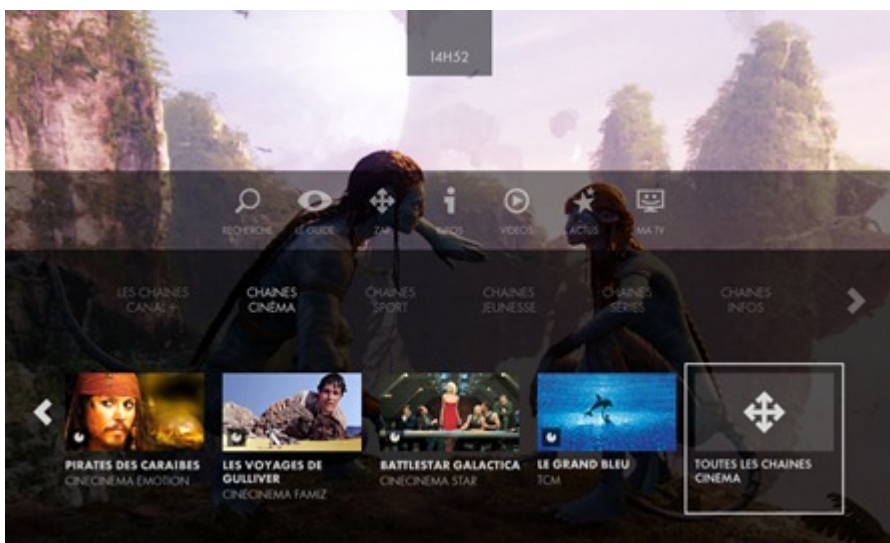 14H52
RECHERCHE LE GUIDE ZAP INFOS VIDEOS ACTUS MA TV
LES CHAINES CHAINES CHAINES CHAINES CHAINES CHAINES
CANAL + CINÉMA SPORT JEUNESSE SÉRIES INFOS
PIRATES DES CARAIBES
CINECINEMA EMOTION
LES VOYAGES DE
GULLIVER
CINECINEMA FAMIZ
BATTLESTAR GALACTICA
CINECINEMA STAR
LE GRAND BLEU
TCM
TOUTES LES CHAINES
CINEMA